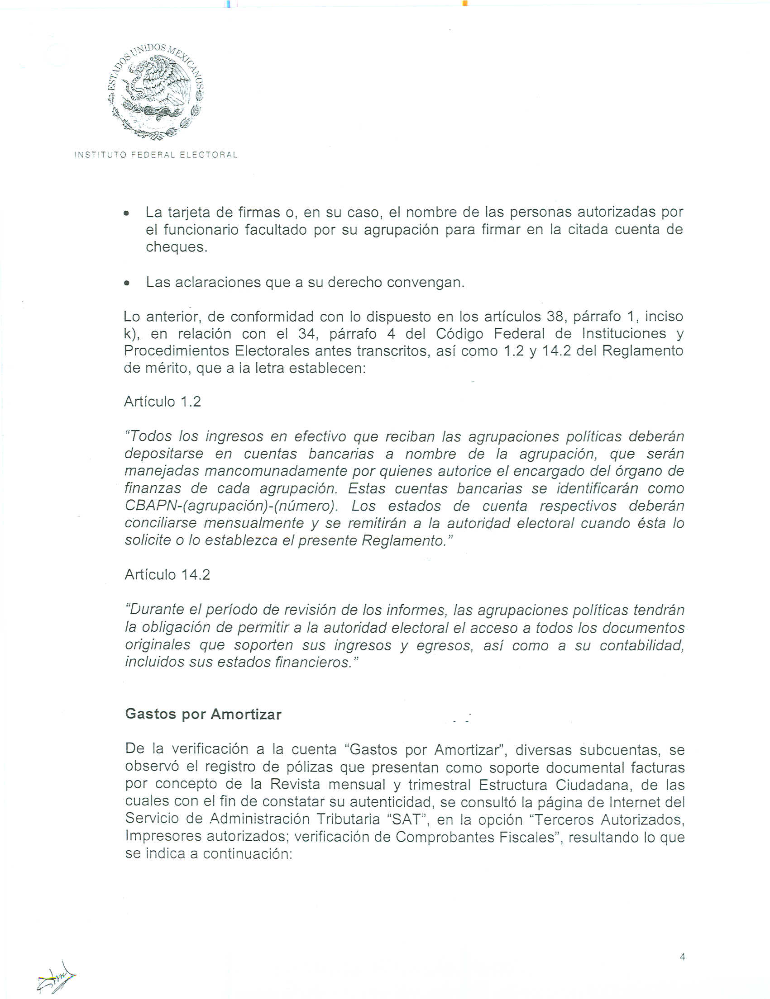 ESTADOS UNIDOS MEXICANOS
INSTITUTO FEDERAL ELECTORAL
• La tarjeta de firmas o, en su caso, el nombre de las personas autorizadas por
el funcionario facultado por su agrupación para firmar en la citada cuenta de
cheques.
• Las aclaraciones que a su derecho convengan.
Lo anterior, de conformidad con lo dispuesto en los artículos 38, párrafo 1, inciso
k), en relación con el 34, párrafo 4 del Código Federal de Instituciones y
Procedimientos Electorales antes transcritos, así como 1.2 y 14.2 del Reglamento
de mérito, que a la letra establecen:
Artículo 1.2
“Todos los ingresos en efectivo que reciban las agrupaciones políticas deberán
depositarse en cuentas bancarias a nombre de la agrupación, que serán
manejadas mancomunadamente por quienes autorice el encargado del órgano de
finanzas de cada agrupación. Estas cuentas bancarias se identificarán como
CBAPN-(agrupación)-(número). Los estados de cuenta respectivos deberán
conciliarse mensualmente y se remitirán a la autoridad electoral cuando ésta lo
solicite o lo establezca el presente Reglamento.”
Artículo 14.2
“Durante el período de revisión de los informes, las agrupaciones políticas tendrán
la obligación de permitir a la autoridad electoral el acceso a todos los documentos
originales que soporten sus ingresos y egresos, así como a su contabilidad,
incluidos sus estados financieros.”
Gastos por Amortizar
De la verificación a la cuenta “Gastos por Amortizar”, diversas subcuentas, se
observó el registro de pólizas que presentan como soporte documental facturas
por concepto de la Revista mensual y trimestral Estructura Ciudadana, de las
cuales con el fin de constatar su autenticidad, se consultó la página de Internet del
Servicio de Administración Tributaria “SAT”, en la opción “Terceros Autorizados,
Impresores autorizados; verificación de Comprobantes Fiscales”, resultando lo que
se indica a continuación:
4